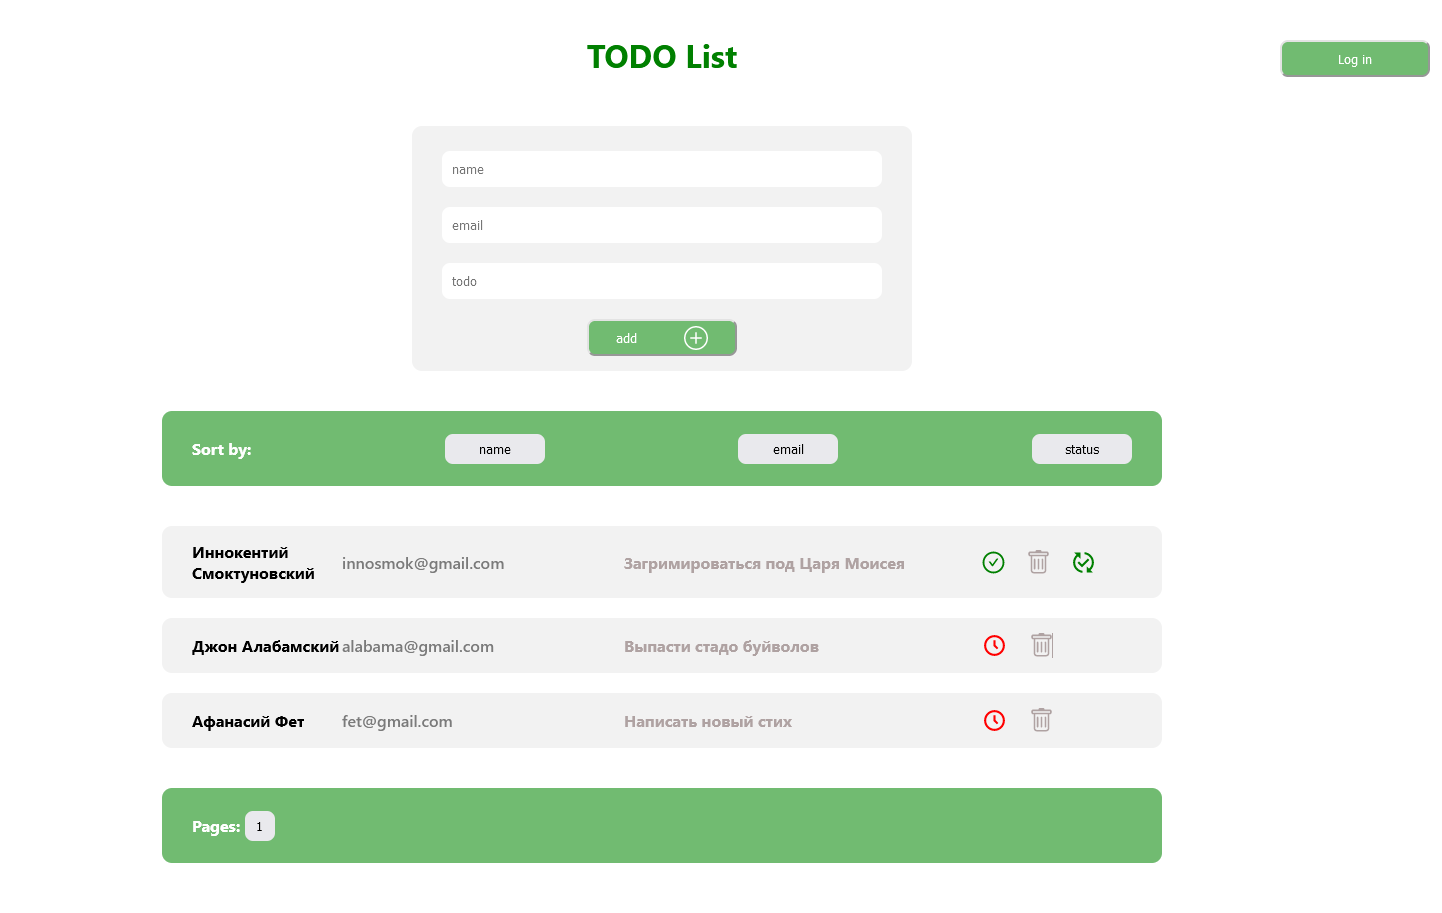 TODO List
Log in
name
email
todo
add
Sort by:
name
email
status
Иннокентий
Смоктуновский
innosmok@gmail.com
Загримироваться под Царя Моисея
Джон Алабамский
alabama@gmail.com
Выпасти стадо буйволов
Афанасий Фет
fet@gmail.com
Написать новый стих
Pages:
1